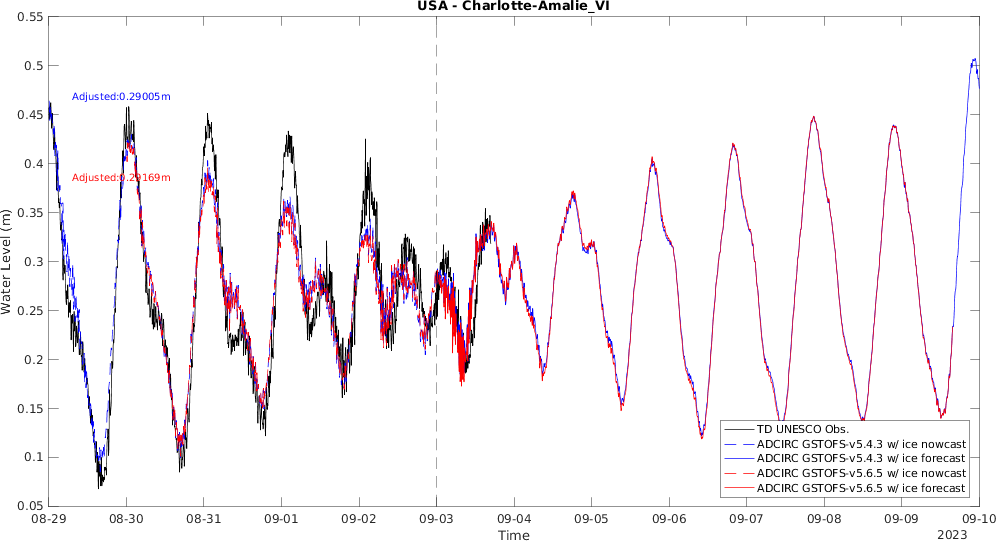 USA - Charlotte-Amalie_VI
0.55
0.5
0.45
0.4
0.35
0.3
0.25
0.2
0.15
0.1
0.05
Water Level (m)
Adjusted:0.29005m
Adjusted:0.29169m
TD UNESCO Obs.
ADCIRC GSTOFS-v5.4.3 w/ ice nowcast
ADCIRC GSTOFS-v5.4.3 w/ ice forecast
ADCIRC GSTOFS-v5.6.5 w/ ice nowcast
ADCIRC GSTOFS-v5.6.5 w/ ice forecast
08-29 08-30 08-31 09-01 09-02 09-03 09-04 09-05 09-06 09-07 09-08 09-09 09-10
Time
2023